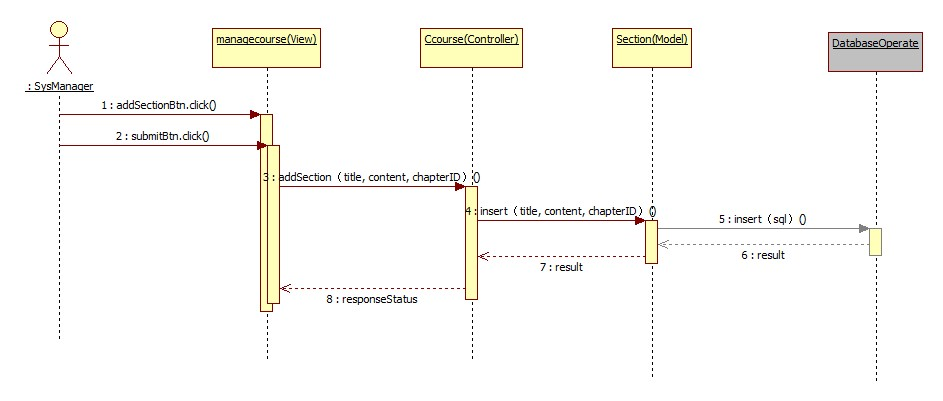 managecourse(View)
Ccourse(Controller)
Section(Model)
DatabaseOperate
: SysManager
1 : addSectionBtn.click()
2 : submitBtn.click()
3 : addSection（title, content, chapterID）()
4 : insert（title, content, chapterID）()
5 : insert（sql）()
6 : result
7 : result
8 : responseStatus